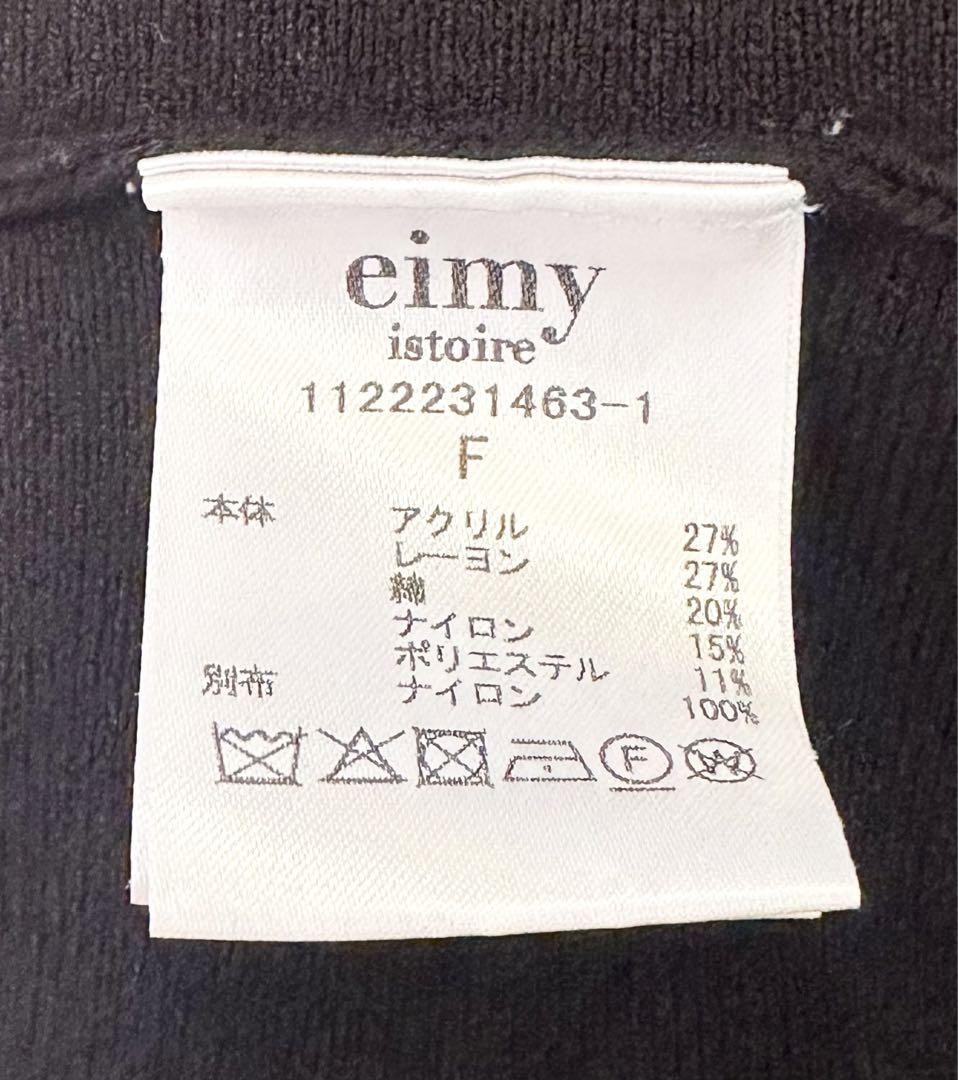 eimy
istoire
1122231463-1
F
本体 アクリル 27%
レーヨン 27%
綿 20%
ナイロン 15%
ポリエステル 11%
別布 ナイロン 100%
F
W